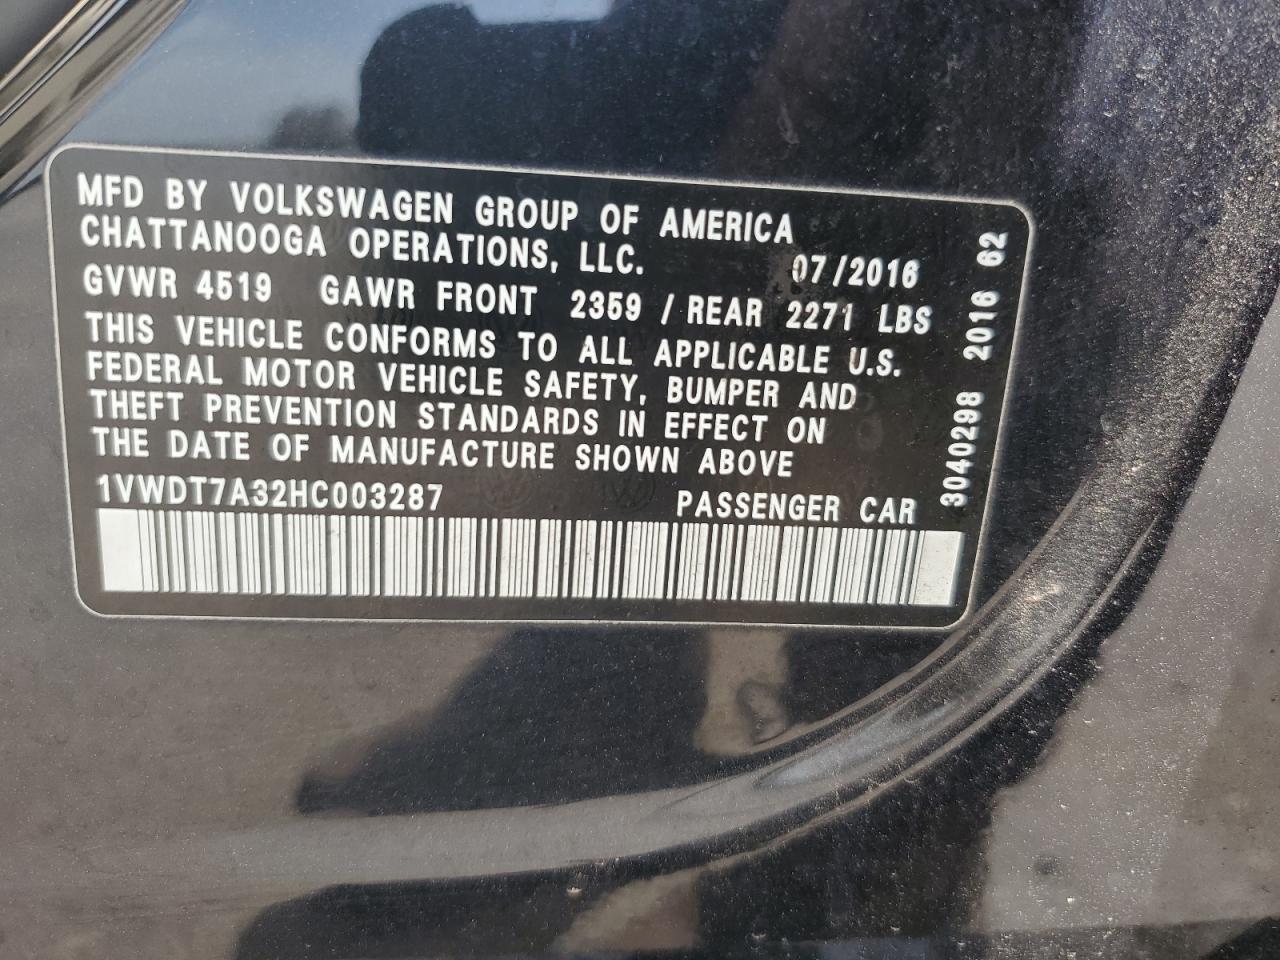 MFD BY VOLKSWAGEN GROUP OF AMERICA
CHATTANOOGA OPERATIONS, LLC. 07/2016
GVWR 4519 GAWR FRONT 2359 / REAR 2271 LBS
THIS VEHICLE CONFORMS TO ALL APPLICABLE U.S.
FEDERAL MOTOR VEHICLE SAFETY, BUMPER AND
THEFT PREVENTION STANDARDS IN EFFECT ON
THE DATE OF MANUFACTURE SHOWN ABOVE
1VWDT7A32HC003287 PASSENGER CAR
3040298 2016 62